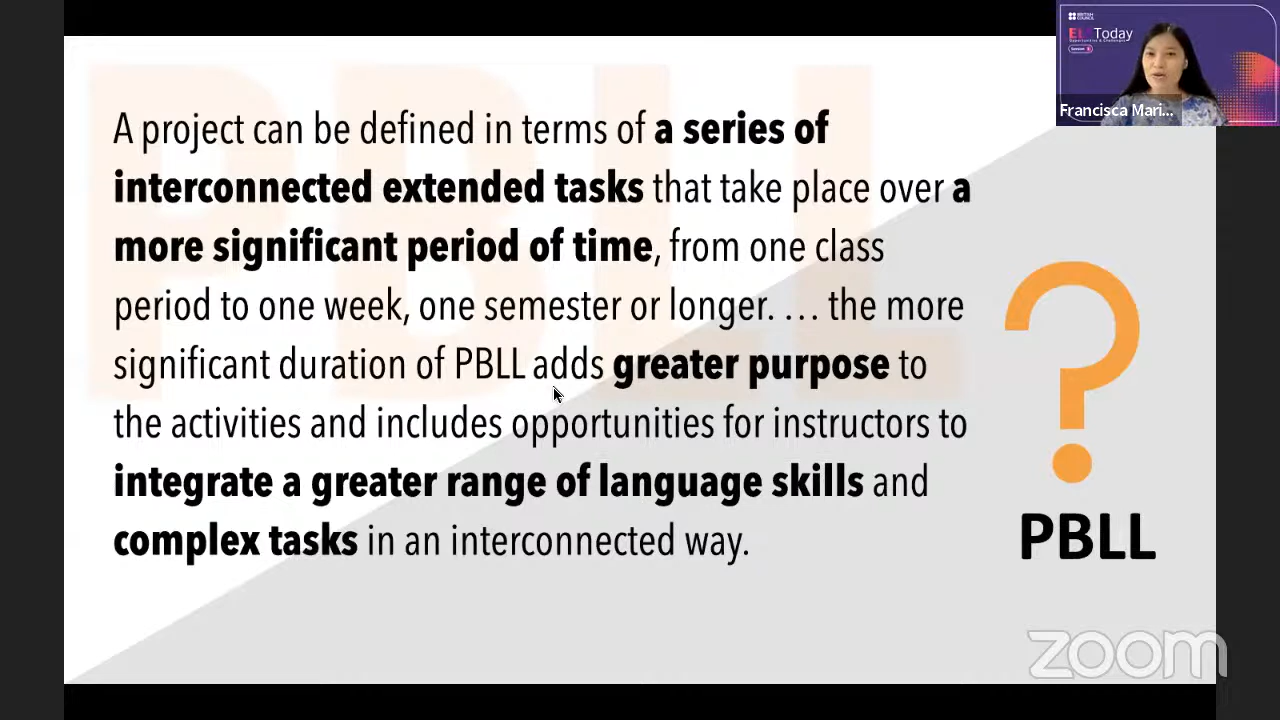 A project can be defined in terms of a series of
interconnected extended tasks that take place over a
more significant period of time, from one class
period to one week, one semester or longer. … the more
significant duration of PBLL adds greater purpose to
the activities and includes opportunities for instructors to
integrate a greater range of language skills and
complex tasks in an interconnected way.
?
PBLL
PBLL
BRITISH
COUNCIL
Today
Francisca Mari...
zoom